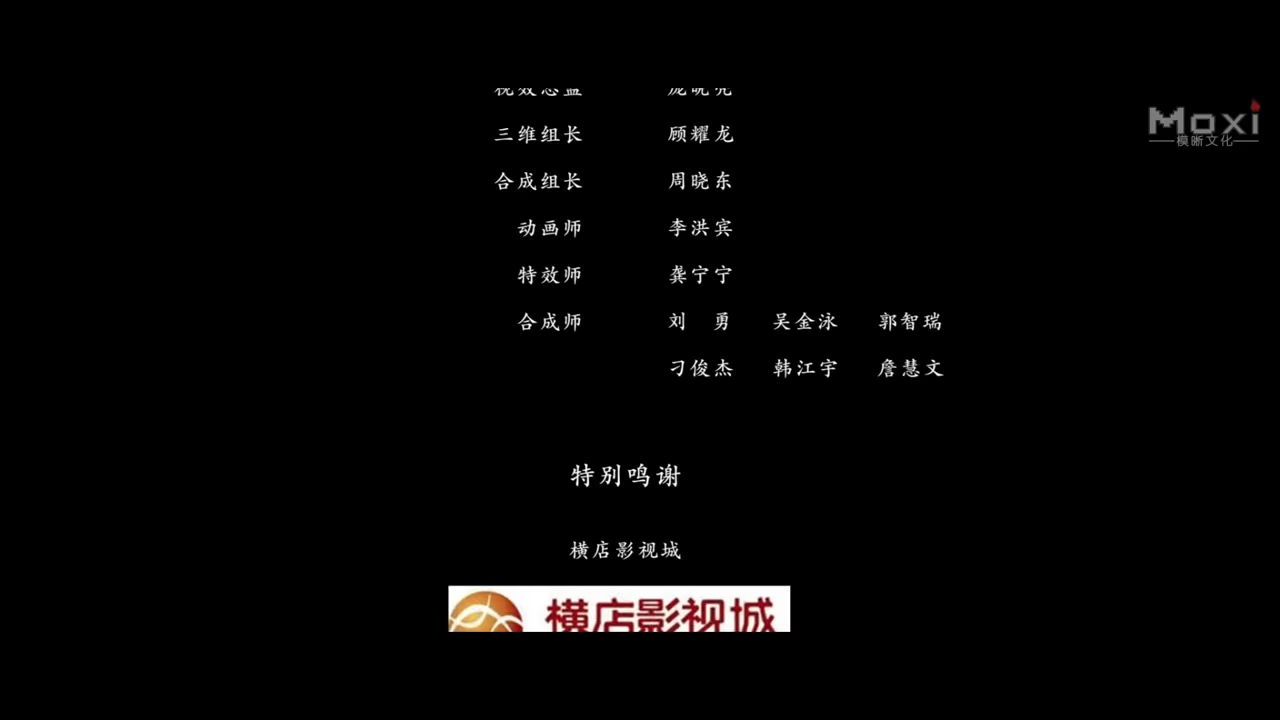 三维组长 顾耀龙
合成组长 周晓东
动画师 李洪宾
特效师 龚宁宁
合成师 刘 勇 吴金泳 郭智瑞
刁俊杰 韩江宇 詹慧文
特别鸣谢
横店影视城
横店影视城
Moxi
模晰文化